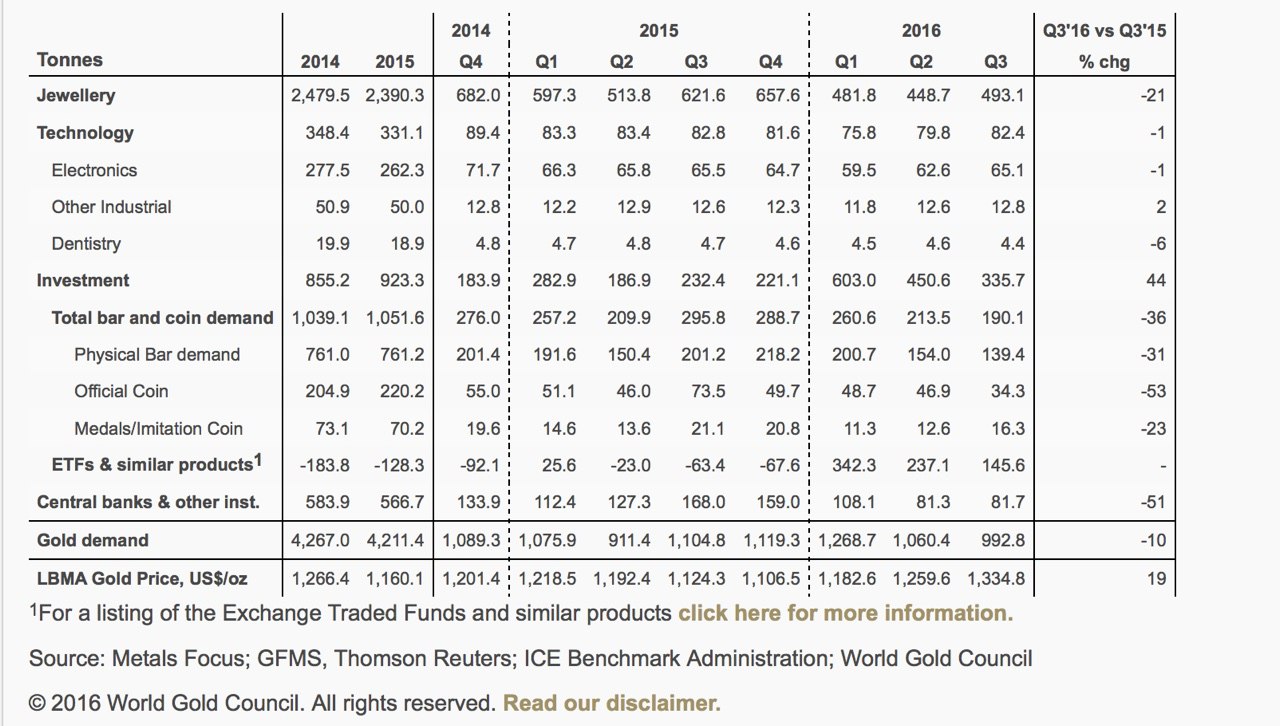 2014 2015 2016 Q3'16 vs Q3'15
Tonnes 2014 2015 Q4 Q1 Q2 Q3 Q4 Q1 Q2 Q3 % chg
Jewellery 2,479.5 2,390.3 682.0 597.3 513.8 621.6 657.6 481.8 448.7 493.1 -21
Technology 348.4 331.1 89.4 83.3 83.4 82.8 81.6 75.8 79.8 82.4 -1
Electronics 277.5 262.3 71.7 66.3 65.8 65.5 64.7 59.5 62.6 65.1 -1
Other Industrial 50.9 50.0 12.8 12.2 12.9 12.6 12.3 11.8 12.6 12.8 2
Dentistry 19.9 18.9 4.8 4.7 4.8 4.7 4.6 4.5 4.6 4.4 -6
Investment 855.2 923.3 183.9 282.9 186.9 232.4 221.1 603.0 450.6 335.7 44
Total bar and coin demand 1,039.1 1,051.6 276.0 257.2 209.9 295.8 288.7 260.6 213.5 190.1 -36
Physical Bar demand 761.0 761.2 201.4 191.6 150.4 201.2 218.2 200.7 154.0 139.4 -31
Official Coin 204.9 220.2 55.0 51.1 46.0 73.5 49.7 48.7 46.9 34.3 -53
Medals/Imitation Coin 73.1 70.2 19.6 14.6 13.6 21.1 20.8 11.3 12.6 16.3 -23
ETFs & similar products1 -183.8 -128.3 -92.1 25.6 -23.0 -63.4 -67.6 342.3 237.1 145.6 -
Central banks & other inst. 583.9 566.7 133.9 112.4 127.3 168.0 159.0 108.1 81.3 81.7 -51
Gold demand 4,267.0 4,211.4 1,089.3 1,075.9 911.4 1,104.8 1,119.3 1,268.7 1,060.4 992.8 -10
LBMA Gold Price, US$/oz 1,266.4 1,160.1 1,201.4 1,218.5 1,192.4 1,124.3 1,106.5 1,182.6 1,259.6 1,334.8 19
1For a listing of the Exchange Traded Funds and similar products click here for more information.
Source: Metals Focus; GFMS, Thomson Reuters; ICE Benchmark Administration; World Gold Council
© 2016 World Gold Council. All rights reserved. Read our disclaimer.